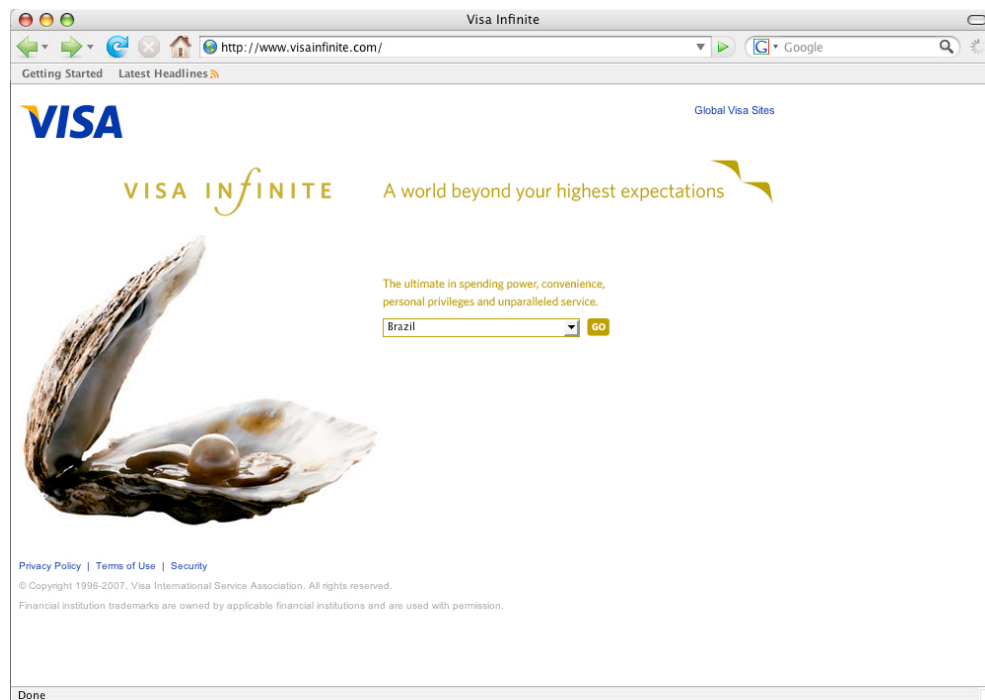 Visa Infinite
http://www.visainfinite.com/
G Google
Getting Started Latest Headlines
VISA
Global Visa Sites
VISA INFINITE
A world beyond your highest expectations
The ultimate in spending power, convenience,
personal privileges and unparalleled service.
Brazil GO
Privacy Policy | Terms of Use | Security
© Copyright 1996-2007, Visa International Service Association. All rights reserved.
Financial institution trademarks are owned by applicable financial institutions and are used with permission.
Done